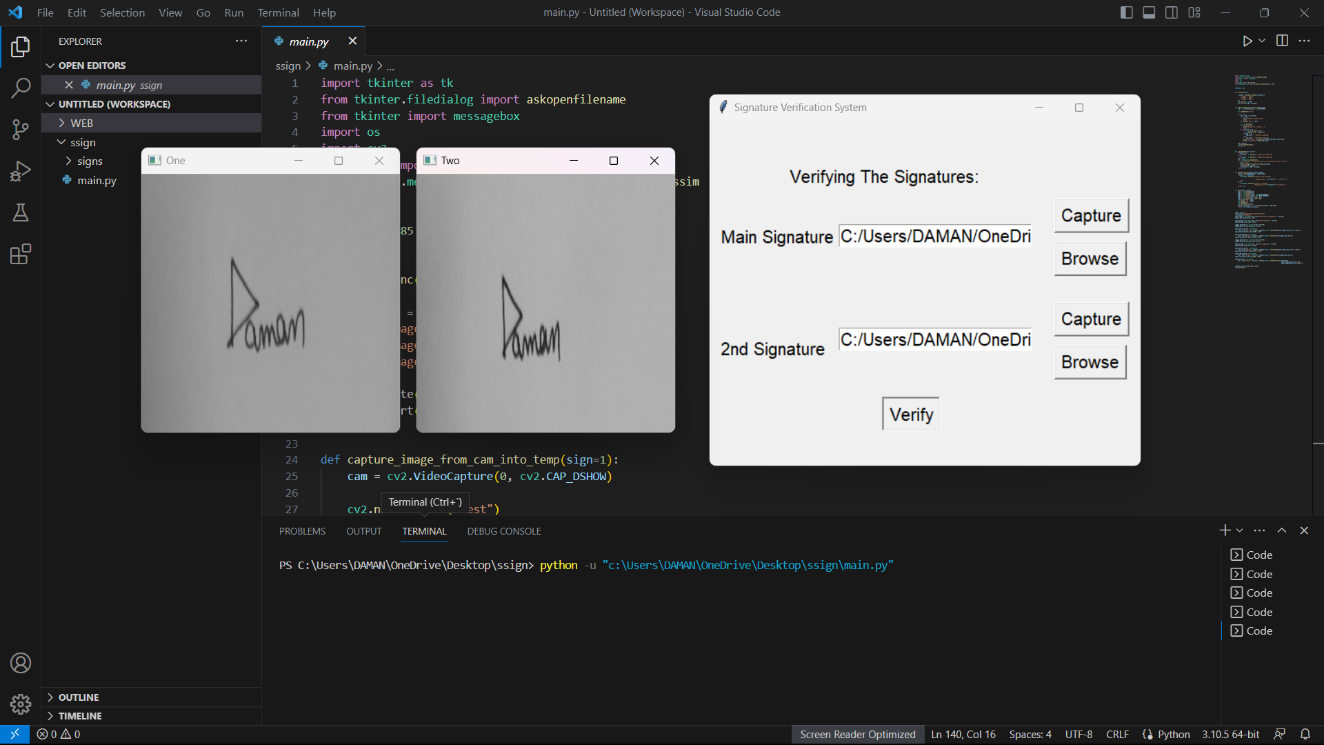 File Edit Selection View Go Run Terminal Help
main.py - Untitled (Workspace) - Visual Studio Code
EXPLORER
OPEN EDITORS
main.py ssign
UNTITLED (WORKSPACE)
WEB
ssign
signs
main.py
OUTLINE
TIMELINE
main.py
ssign > main.py > ...
1 import tkinter as tk
2 from tkinter.filedialog import askopenfilename
3 from tkinter import messagebox
4 import os
ssim
85
23
24 def capture_image_from_cam_into_temp(sign=1):
25 cam = cv2.VideoCapture(0, cv2.CAP_DSHOW)
26
27
Terminal (Ctrl+`)
One
Daman
Two
Daman
Signature Verification System
Verifying The Signatures:
Main Signature C:/Users/DAMAN/OneDri
Capture
Browse
2nd Signature C:/Users/DAMAN/OneDri
Capture
Browse
Verify
PROBLEMS OUTPUT TERMINAL DEBUG CONSOLE
PS C:\Users\DAMAN\OneDrive\Desktop\ssign> python -u "c:\Users\DAMAN\OneDrive\Desktop\ssign\main.py"
Code
Code
Code
Code
Code
0 0
Screen Reader Optimized Ln 140, Col 16 Spaces: 4 UTF-8 CRLF Python 3.10.5 64-bit